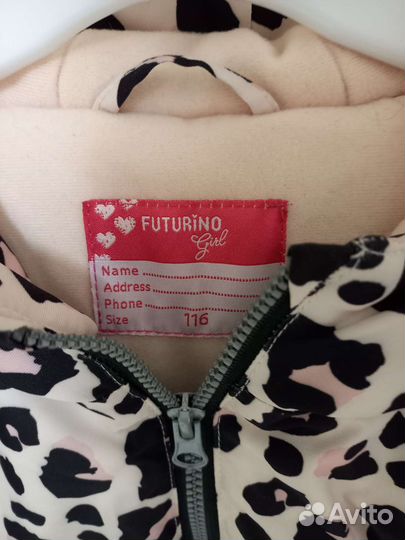 FUTURINO
Girl
Name
Address
Phone
Size 116
Avito